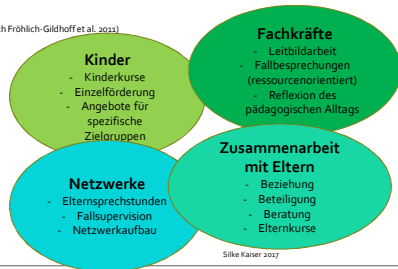 ch Fröhlich-Gildhoff et al. 2011)
Kinder
- Kinderkurse
- Einzelförderung
- Angebote für
spezifische
Zielgruppen
Fachkräfte
- Leitbildarbeit
- Fallbesprechungen
(ressourcenorientiert)
- Reflexion des
pädagogischen Alltags
Netzwerke
- Elternsprechstunden
- Fallsupervision
- Netzwerkaufbau
Zusammenarbeit
mit Eltern
- Beziehung
- Beteiligung
- Beratung
- Elternkurse
Silke Kaiser 2017